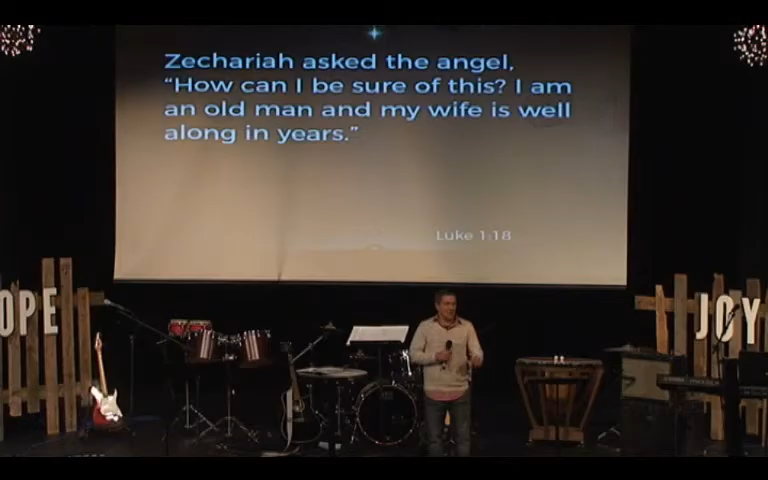 Zechariah asked the angel,
“How can I be sure of this? I am
an old man and my wife is well
along in years.”
Luke 1:18
OPE
JOY